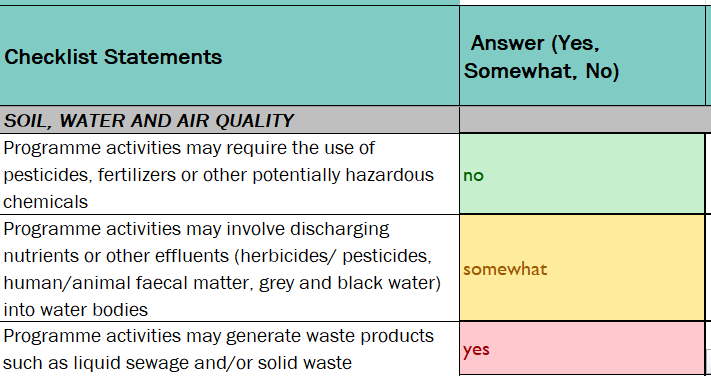 Checklist Statements
Answer (Yes,
Somewhat, No)
SOIL, WATER AND AIR QUALITY
Programme activities may require the use of
pesticides, fertilizers or other potentially hazardous
chemicals
no
Programme activities may involve discharging
nutrients or other effluents (herbicides/ pesticides,
human/animal faecal matter, grey and black water)
into water bodies
somewhat
Programme activities may generate waste products
such as liquid sewage and/or solid waste
yes